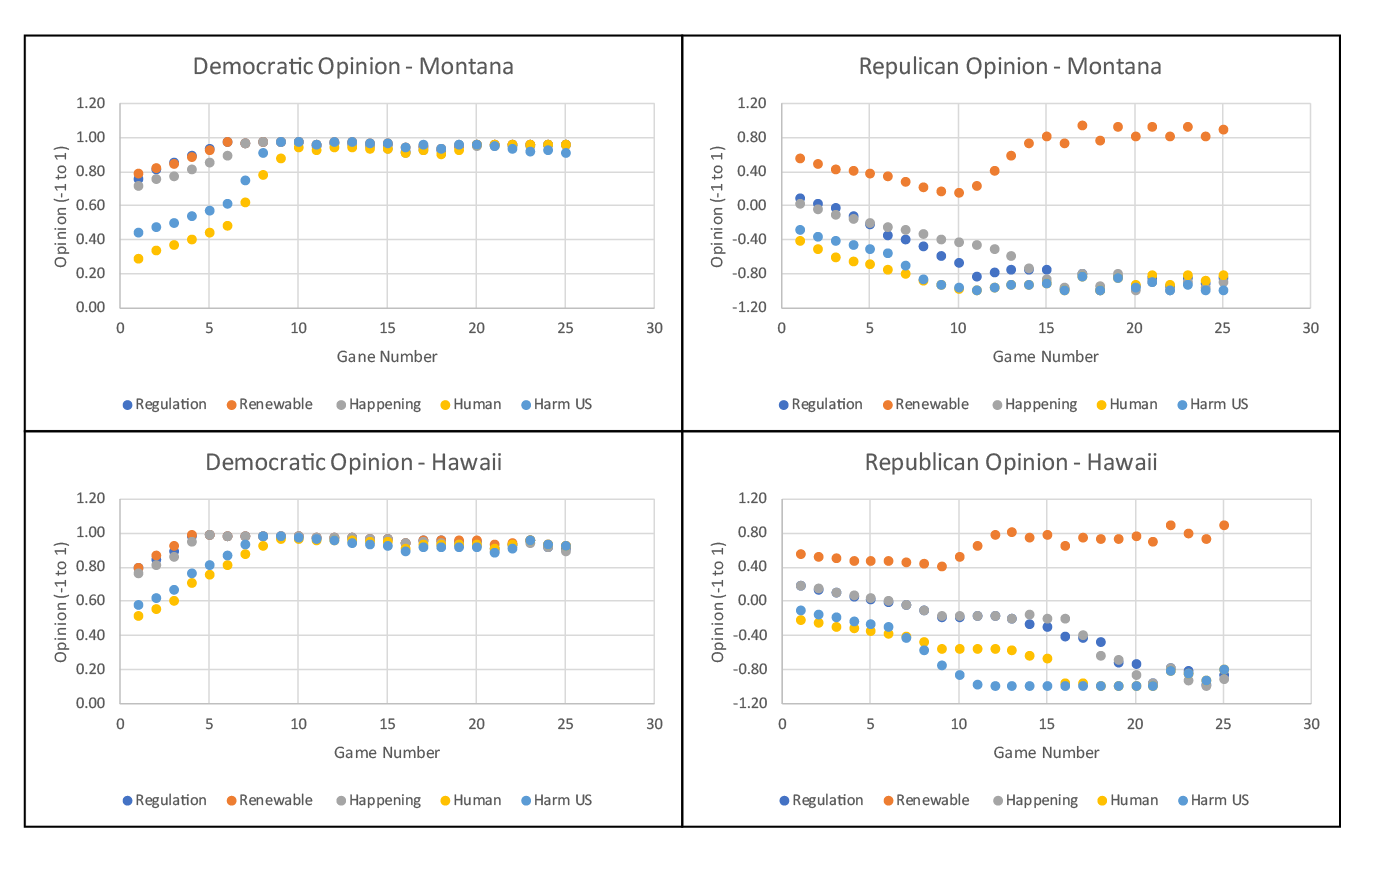 Democratic Opinion - Montana
1.20
1.00
0.80
0.60
0.40
0.20
0.00
Opinion (-1 to 1)
0 5 10 15 20 25 30
Gane Number
Regulation Renewable Happening Human Harm US
Repulican Opinion - Montana
1.20
0.80
0.40
0.00
-0.40
-0.80
-1.20
Opinion (-1 to 1)
0 5 10 15 20 25 30
Game Number
Regulation Renewable Happening Human Harm US
Democratic Opinion - Hawaii
1.20
1.00
0.80
0.60
0.40
0.20
0.00
Opinion (-1 to 1)
0 5 10 15 20 25 30
Game Number
Regulation Renewable Happening Human Harm US
Republican Opinion - Hawaii
1.20
0.80
0.40
0.00
-0.40
-0.80
-1.20
Opinion (-1 to 1)
0 5 10 15 20 25 30
Game Number
Regulation Renewable Happening Human Harm US